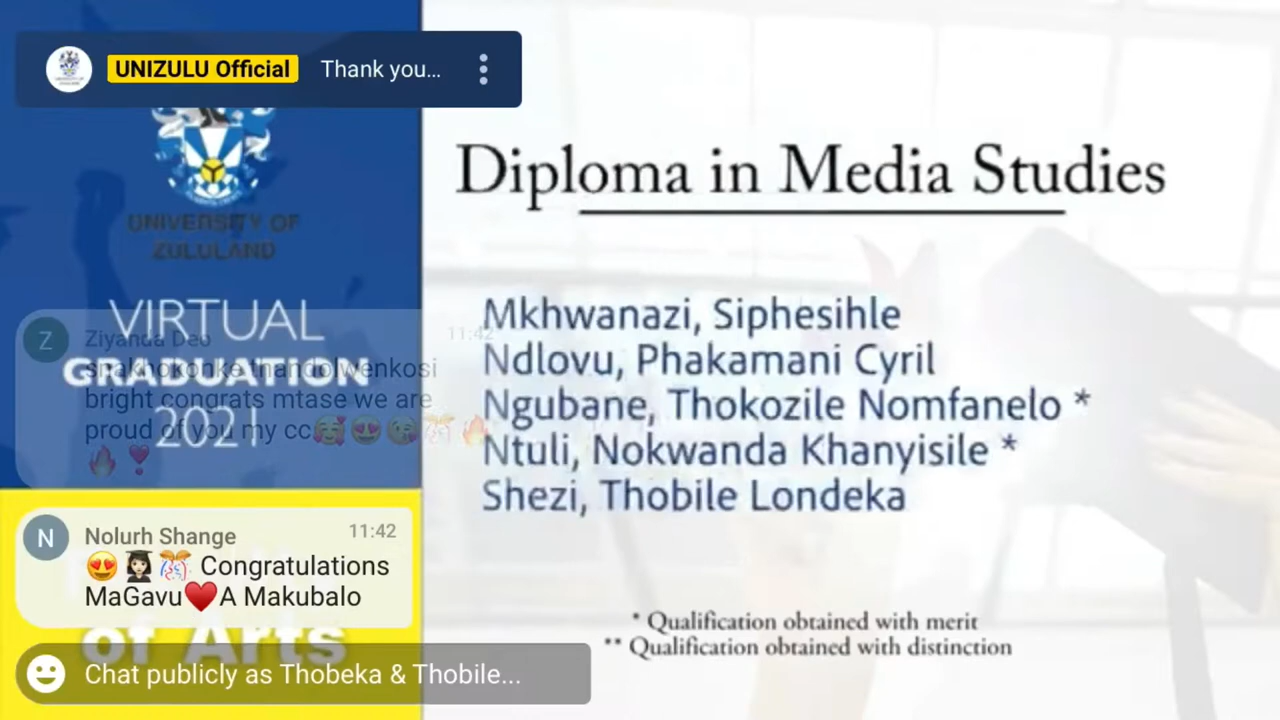 UNIZULU Official Thank you...
UNIVERSITY OF
ZULULAND
VIRTUAL
GRADUATION
2021
Ziyanda Deo 11:42
wenkosi
bright congrats mtase we are
proud of you my cc🥰😍😘🎊🔥
🔥❣️
Nolurh Shange 11:42
😍👩🏻‍🎓🎊 Congratulations
MaGavu❤️A Makubalo
of Arts
Chat publicly as Thobeka & Thobile...
Diploma in Media Studies
Mkhwanazi, Siphesihle
Ndlovu, Phakamani Cyril
Ngubane, Thokozile Nomfanelo *
Ntuli, Nokwanda Khanyisile *
Shezi, Thobile Londeka
* Qualification obtained with merit
** Qualification obtained with distinction